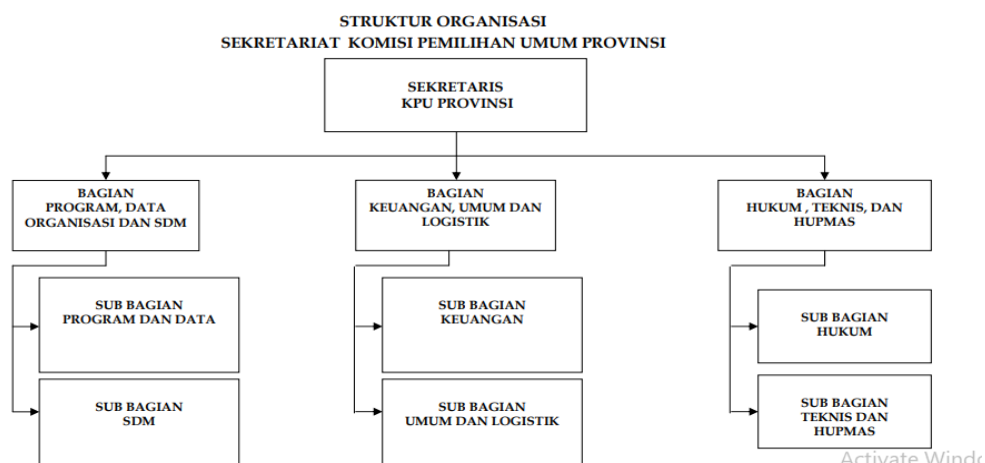 STRUKTUR ORGANISASI
SEKRETARIAT KOMISI PEMILIHAN UMUM PROVINSI
SEKRETARIS
KPU PROVINSI
BAGIAN
PROGRAM, DATA
ORGANISASI DAN SDM
BAGIAN
KEUANGAN, UMUM DAN
LOGISTIK
BAGIAN
HUKUM , TEKNIS, DAN
HUPMAS
SUB BAGIAN
PROGRAM DAN DATA
SUB BAGIAN
KEUANGAN
SUB BAGIAN
HUKUM
SUB BAGIAN
SDM
SUB BAGIAN
UMUM DAN LOGISTIK
SUB BAGIAN
TEKNIS DAN
HUPMAS
Activate